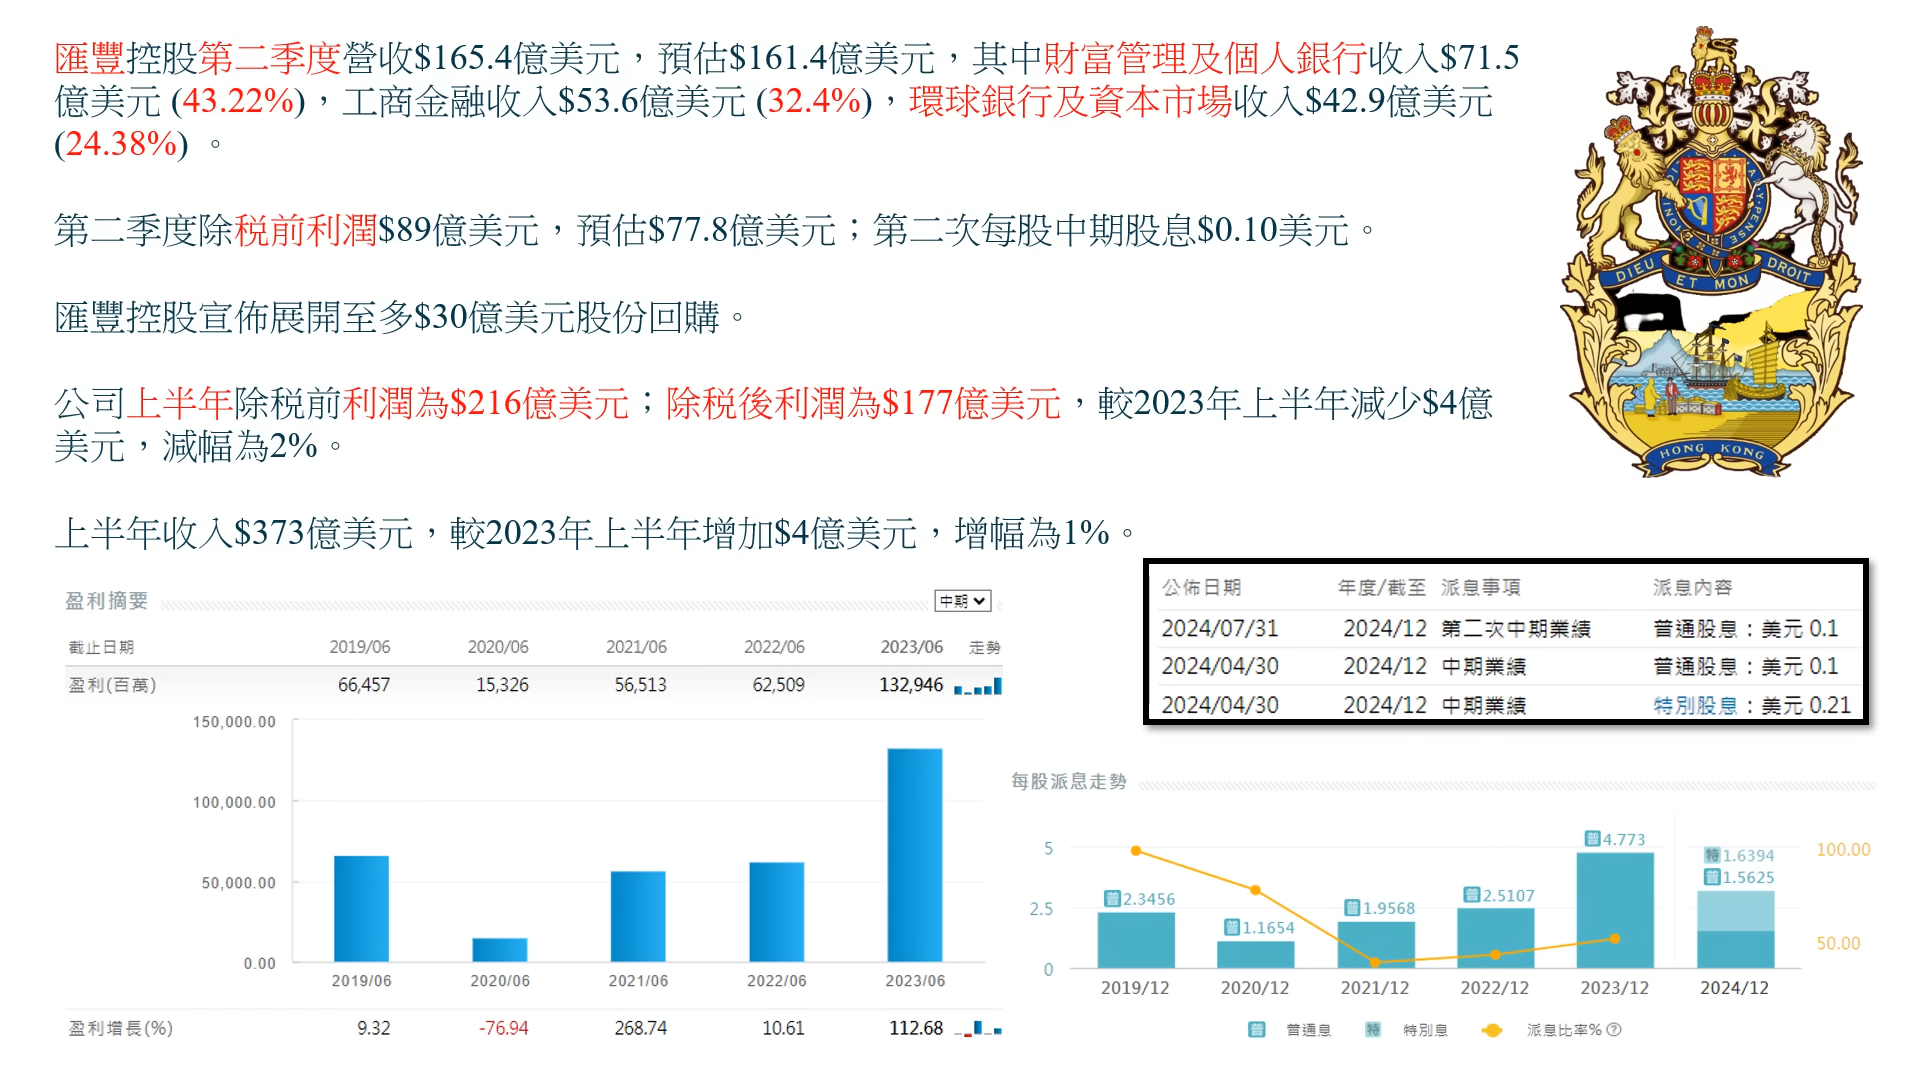 匯豐控股第二季度營收$165.4億美元，預估$161.4億美元，其中財富管理及個人銀行收入$71.5
億美元 (43.22%)，工商金融收入$53.6億美元 (32.4%)，環球銀行及資本市場收入$42.9億美元
(24.38%) 。
第二季度除税前利潤$89億美元，預估$77.8億美元；第二次每股中期股息$0.10美元。
匯豐控股宣佈展開至多$30億美元股份回購。
公司上半年除税前利潤為$216億美元；除税後利潤為$177億美元，較2023年上半年減少$4億
美元，減幅為2%。
上半年收入$373億美元，較2023年上半年增加$4億美元，增幅為1%。
DIEU ET MON DROIT
HONG KONG
盈利摘要 中期
截止日期 2019/06 2020/06 2021/06 2022/06 2023/06 走勢
盈利(百萬) 66,457 15,326 56,513 62,509 132,946
150,000.00
100,000.00
50,000.00
0.00
2019/06 2020/06 2021/06 2022/06 2023/06
盈利增長(%) 9.32 -76.94 268.74 10.61 112.68
公佈日期 年度/截至 派息事項 派息內容
2024/07/31 2024/12 第二次中期業績 普通股息：美元 0.1
2024/04/30 2024/12 中期業績 普通股息：美元 0.1
2024/04/30 2024/12 中期業績 特別股息：美元 0.21
每股派息走勢
5
2.5
0
普2.3456
普1.1654
普1.9568
普2.5107
普4.773
特1.6394
普1.5625
100.00
50.00
2019/12 2020/12 2021/12 2022/12 2023/12 2024/12
普 普通息 特 特別息 派息比率%?